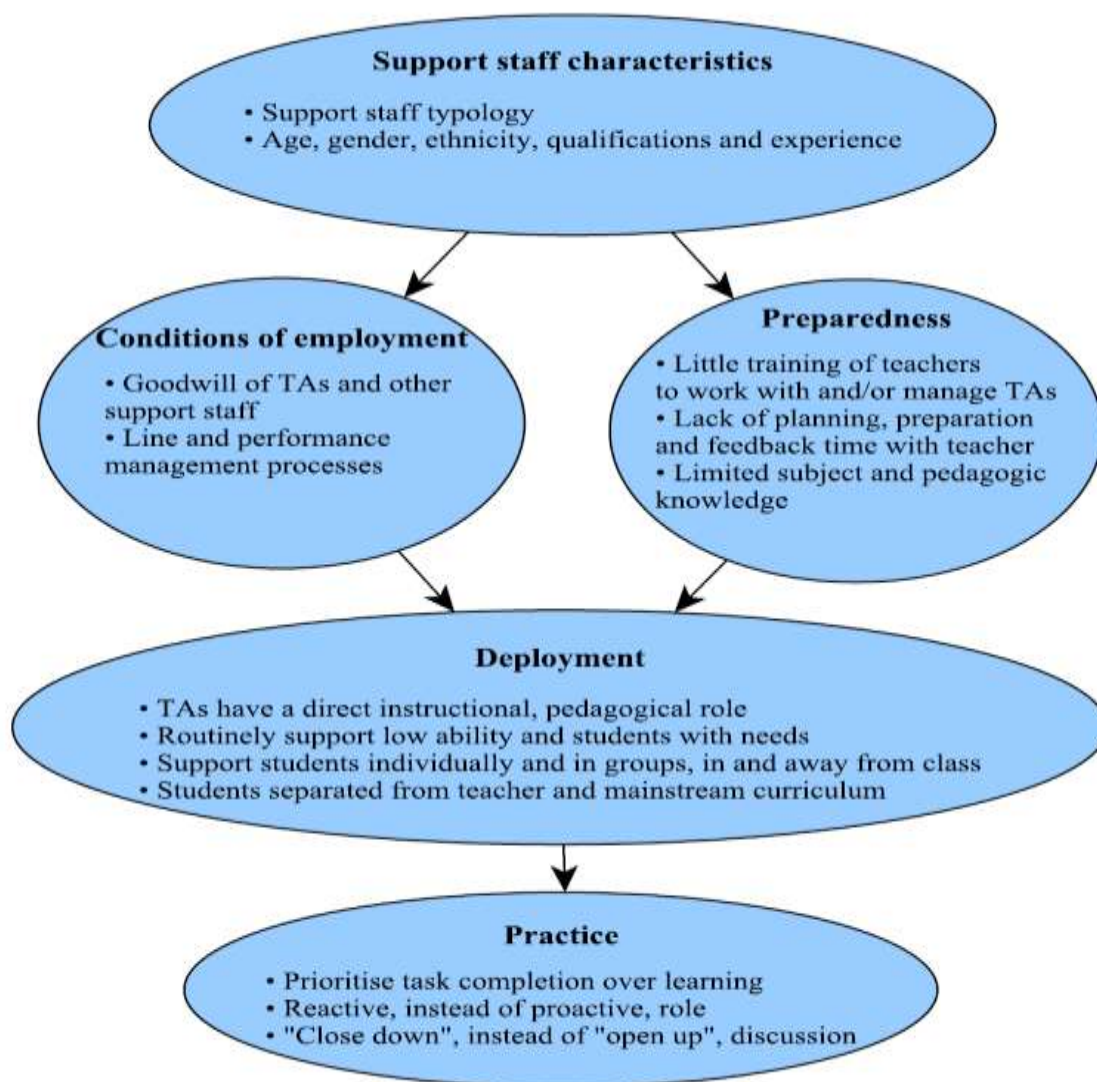 Support staff characteristics
• Support staff typology
• Age, gender, ethnicity, qualifications and experience
Conditions of employment
• Goodwill of TAs and other
support staff
• Line and performance
management processes
Preparedness
• Little training of teachers
to work with and/or manage TAs
• Lack of planning, preparation
and feedback time with teacher
• Limited subject and pedagogic
knowledge
Deployment
• TAs have a direct instructional, pedagogical role
• Routinely support low ability and students with needs
• Support students individually and in groups, in and away from class
• Students separated from teacher and mainstream curriculum
Practice
• Prioritise task completion over learning
• Reactive, instead of proactive, role
• "Close down", instead of "open up", discussion